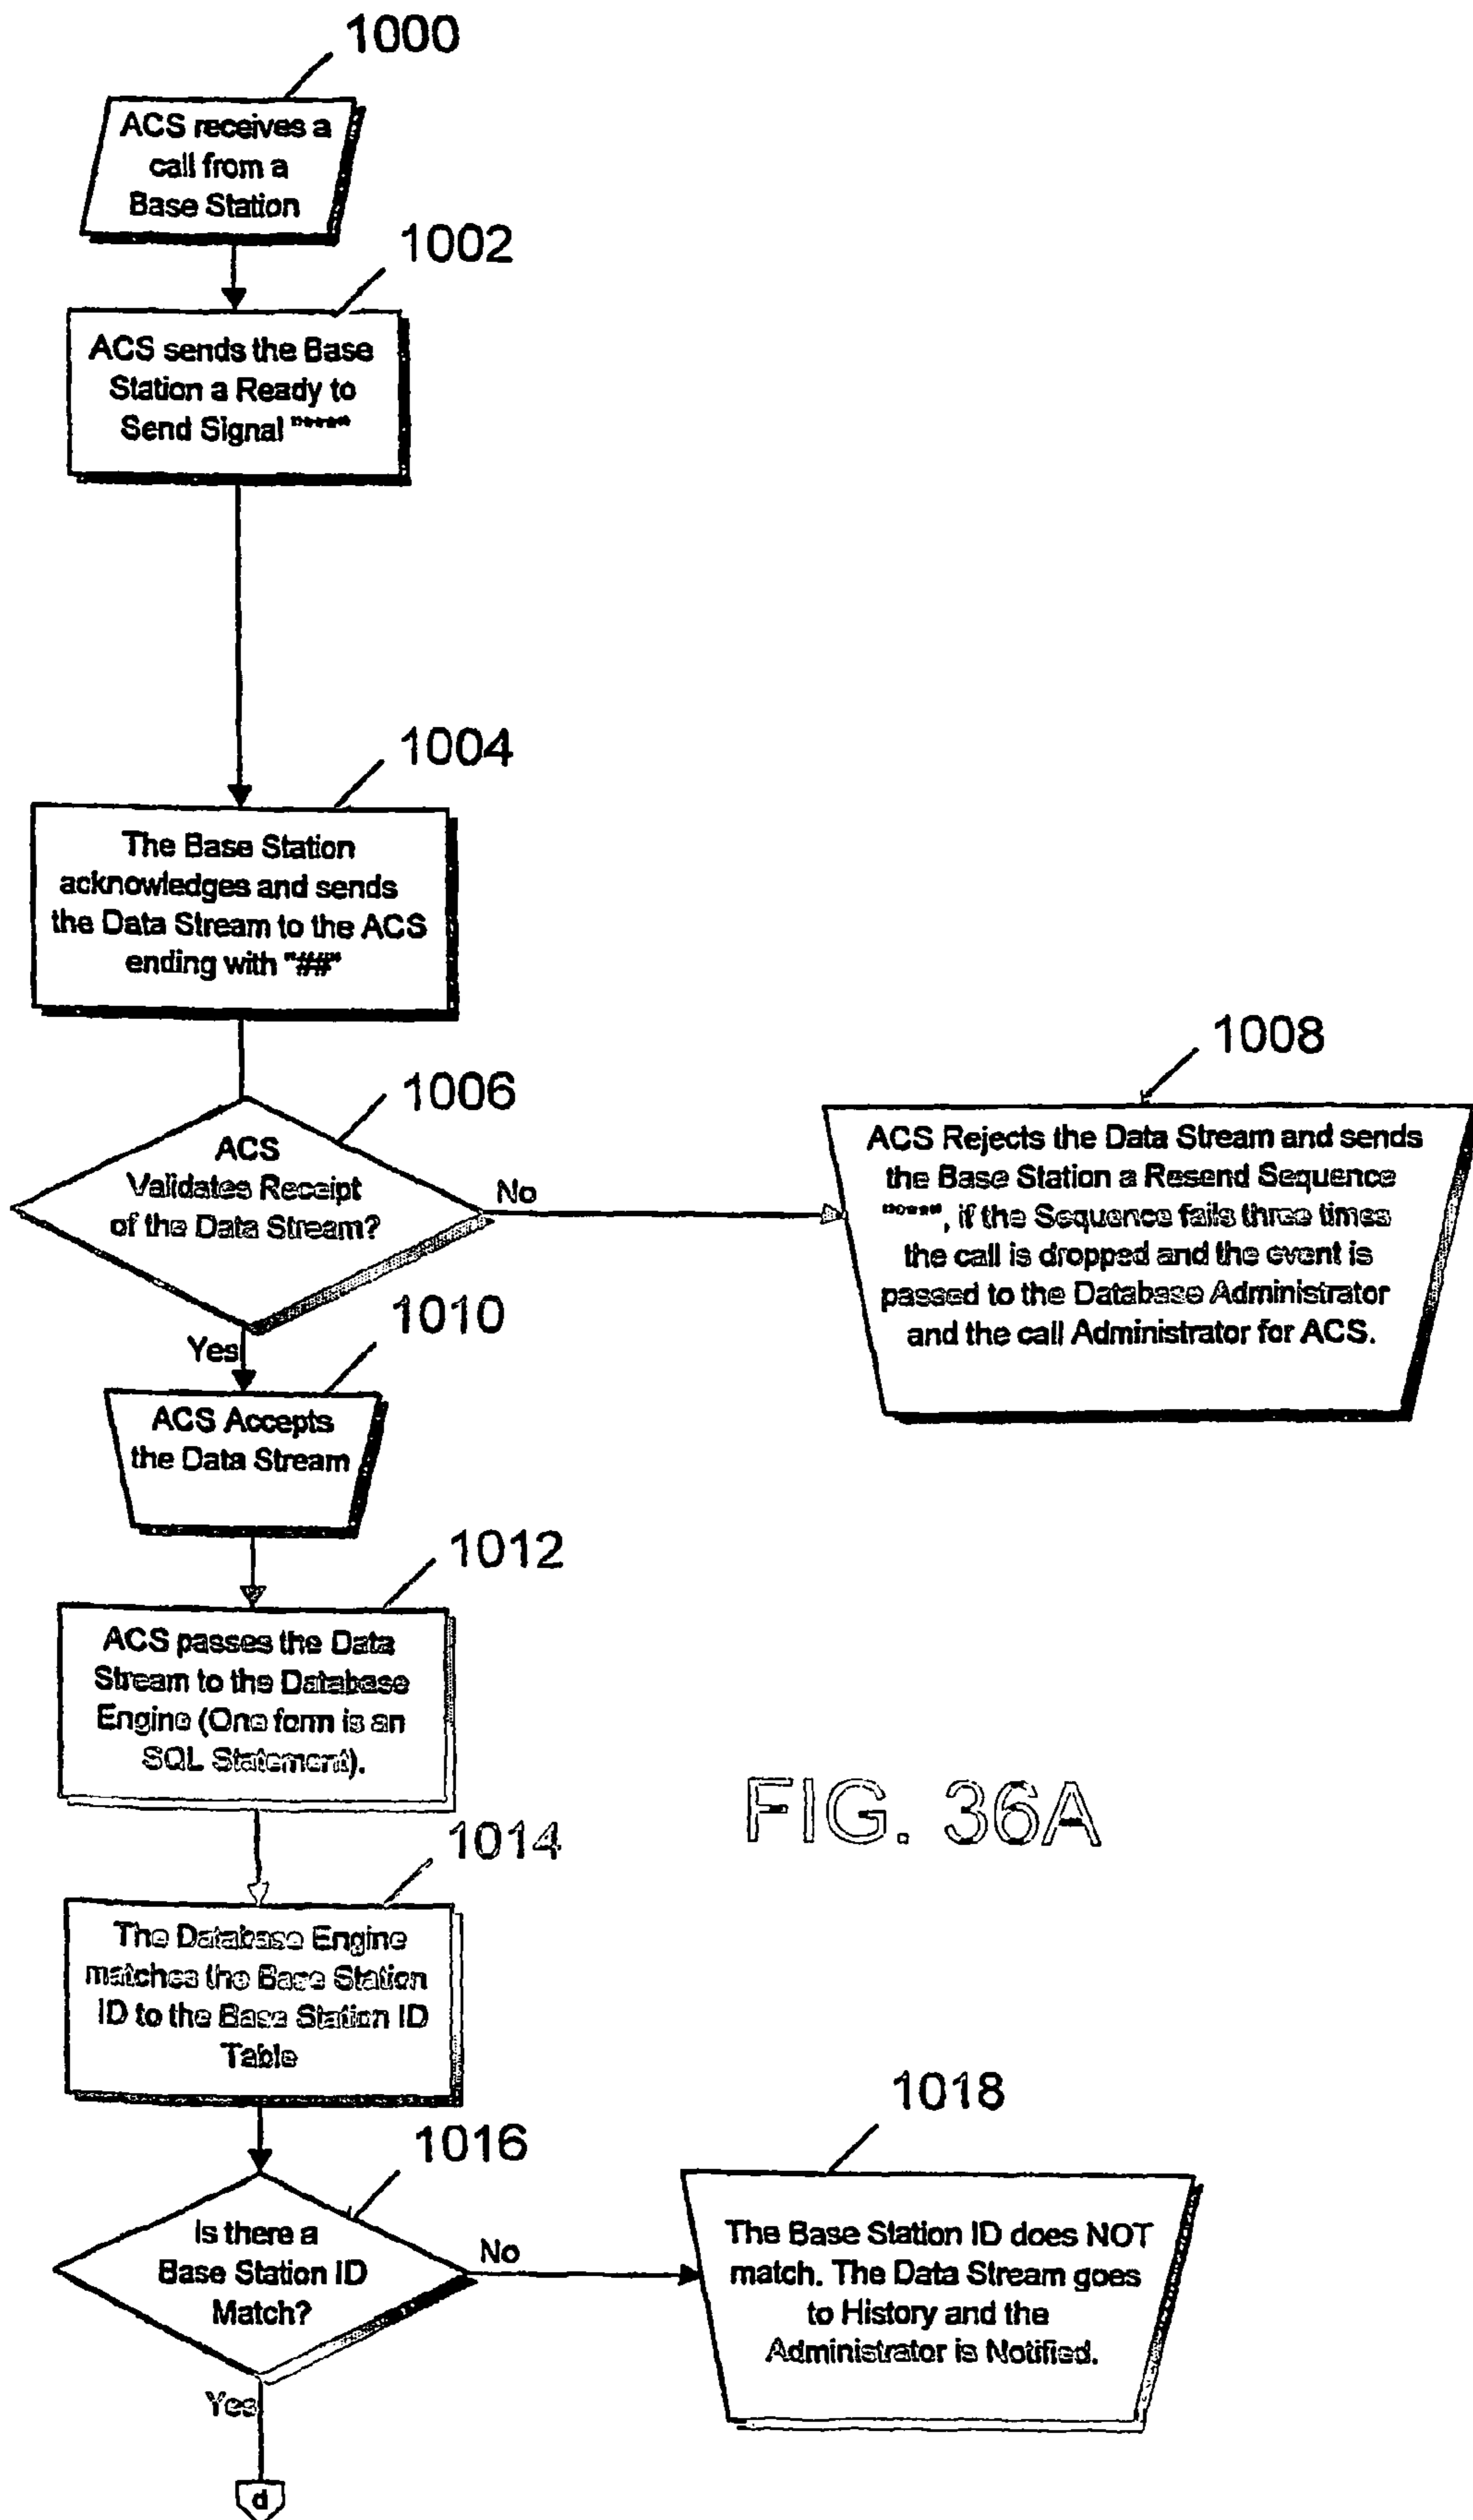 1000
ACS receives a
call from a
Base Station
1002
ACS sends the Base
Station a Ready to
Send Signal "****"
1004
The Base Station
acknowledges and sends
the Data Stream to the ACS
ending with "##"
1006
ACS
Validates Receipt
of the Data Stream?
No
1008
ACS Rejects the Data Stream and sends
the Base Station a Resend Sequence
"****", if the Sequence fails three times
the call is dropped and the event is
passed to the Database Administrator
and the call Administrator for ACS.
Yes
1010
ACS Accepts
the Data Stream
1012
ACS passes the Data
Stream to the Database
Engine (One form is an
SQL Statement).
FIG. 36A
1014
The Database Engine
matches the Base Station
ID to the Base Station ID
Table
1016
Is there a
Base Station ID
Match?
No
1018
The Base Station ID does NOT
match. The Data Stream goes
to History and the
Administrator is Notified.
Yes
d